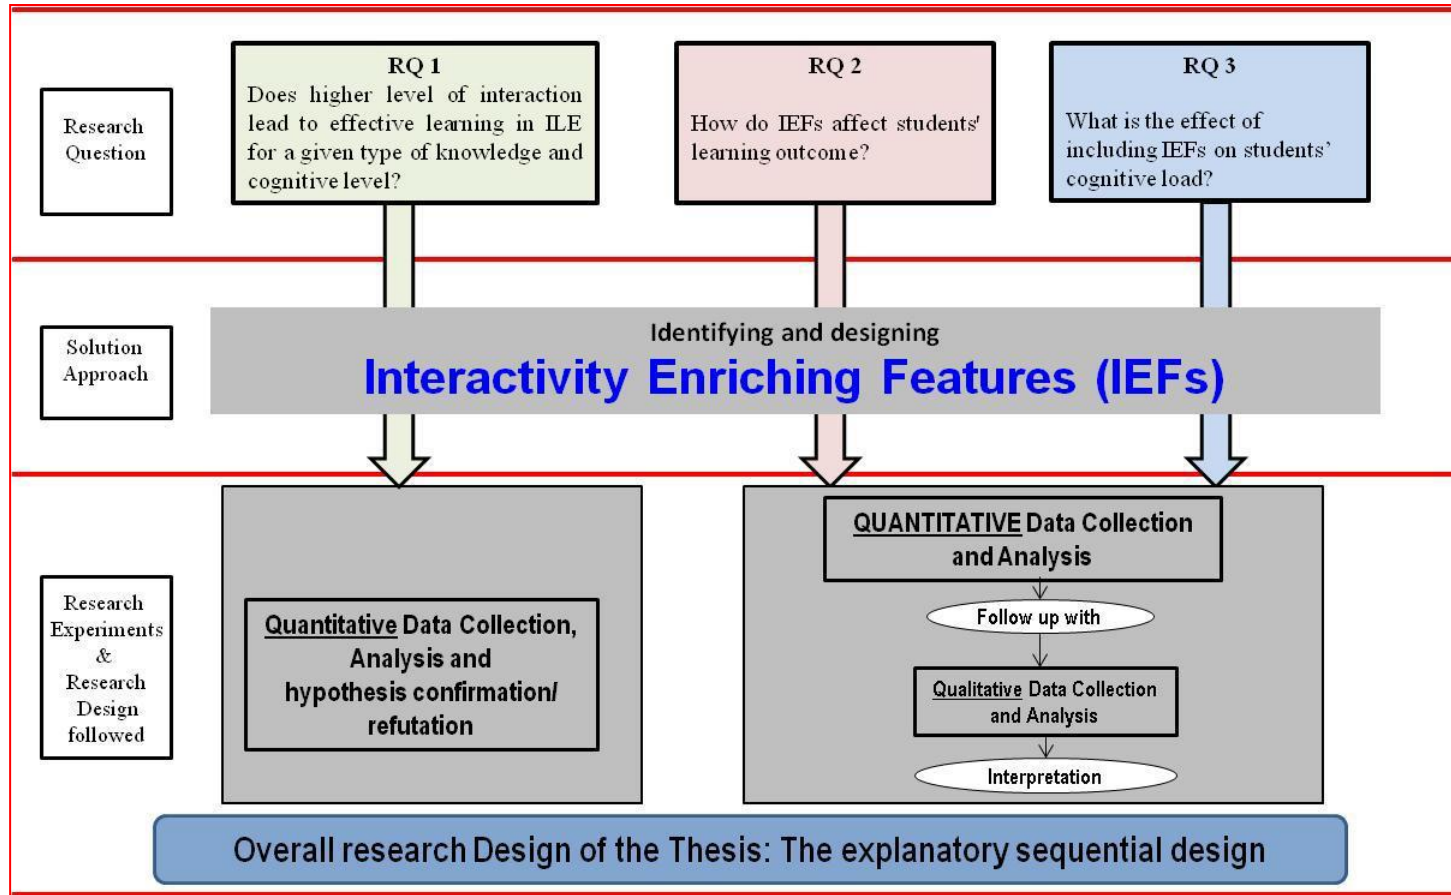 Research
Question
RQ 1
Does higher level of interaction
lead to effective learning in ILE
for a given type of knowledge and
cognitive level?
RQ 2
How do IEFs affect students'
learning outcome?
RQ 3
What is the effect of
including IEFs on students’
cognitive load?
Solution
Approach
Identifying and designing
Interactivity Enriching Features (IEFs)
Research
Experiments
&
Research
Design
followed
Quantitative Data Collection,
Analysis and
hypothesis confirmation/
refutation
QUANTITATIVE Data Collection
and Analysis
Follow up with
Qualitative Data Collection
and Analysis
Interpretation
Overall research Design of the Thesis: The explanatory sequential design